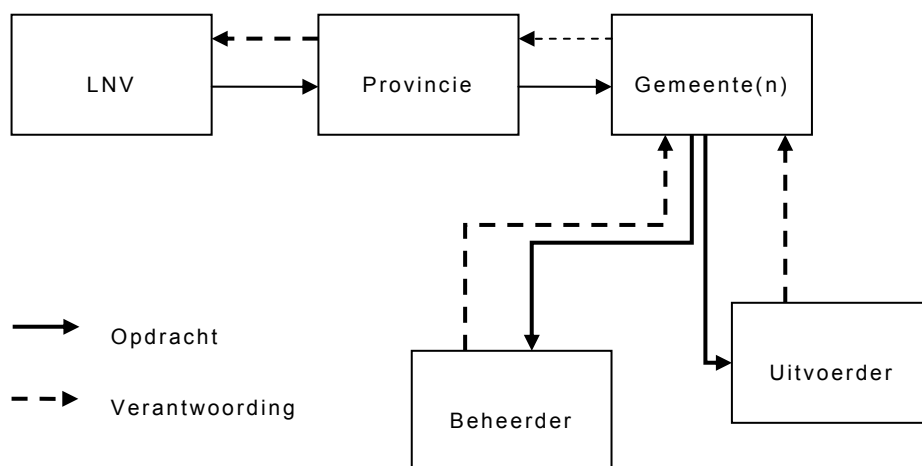 LNV
Provincie
Gemeente(n)
Opdracht
Uitvoerder
Verantwoording
Beheerder